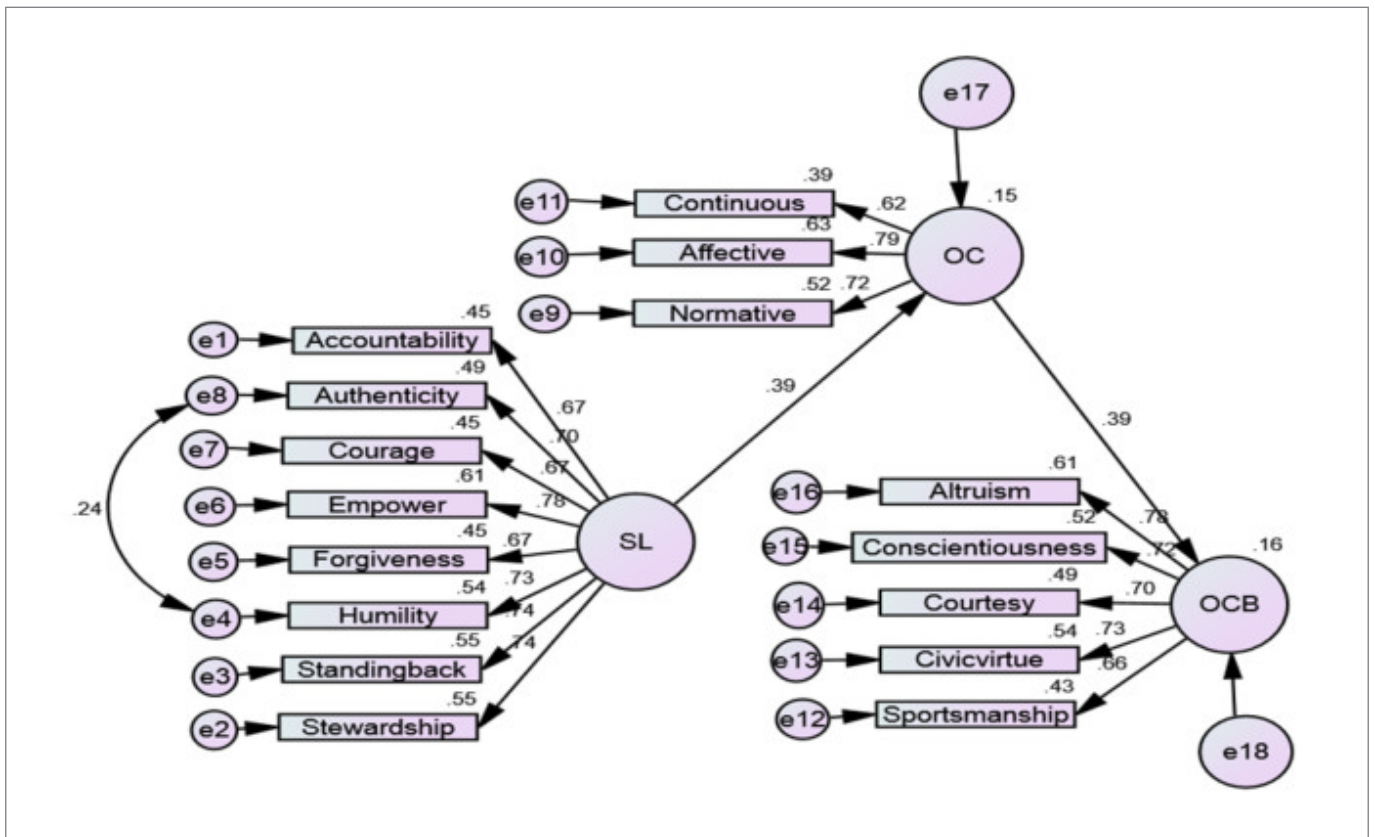 e17
.39
.15
e11
Continuous
.62
.63
e10
Affective
.79
OC
.52
.72
e9
Normative
.45
e1
Accountability
.49
.39
.67
e8
Authenticity
.70
.39
.45
e7
Courage
.67
.61
.61
e16
Altruism
e6
Empower
.78
.24
.52
.78
.45
SL
e15
Conscientiousness
.72
.16
e5
Forgiveness
.67
.49
.73
.70
.54
e14
Courtesy
OCB
e4
Humility
.74
.54
.73
.55
.74
e13
Civicvirtue
.66
e3
Standingback
.43
.55
e12
Sportsmanship
e2
Stewardship
e18